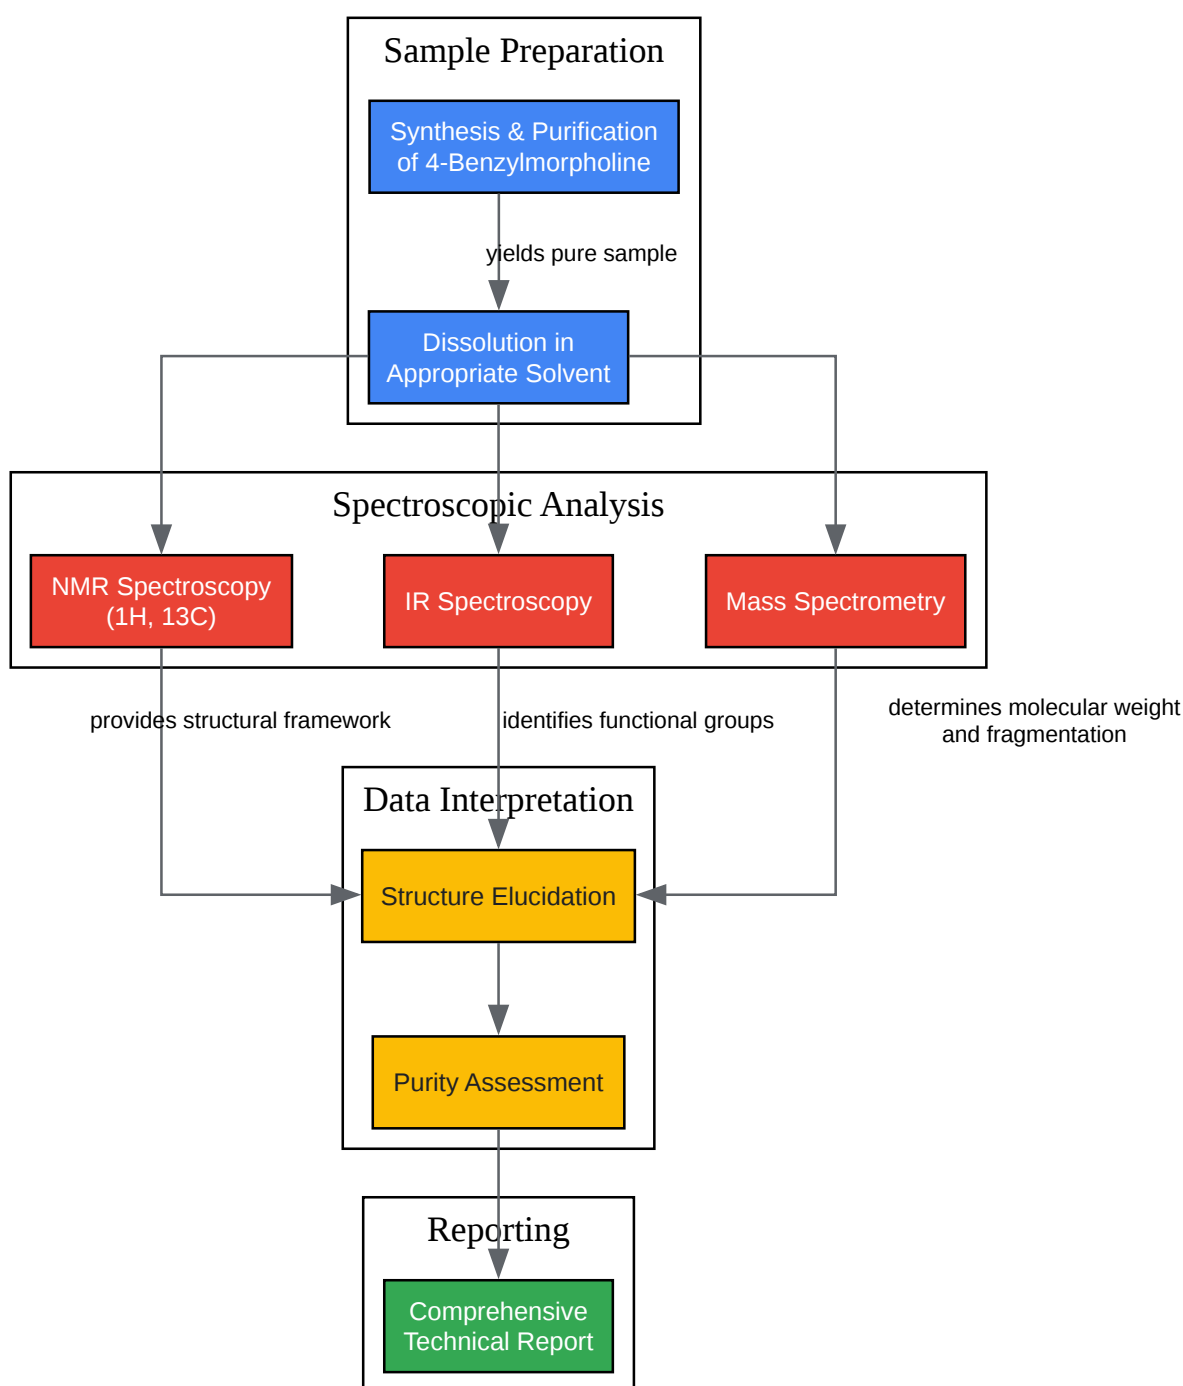 Sample Preparation
Synthesis & Purification
of 4-Benzylmorpholine
yields pure sample
Dissolution in
Appropriate Solvent
Spectroscopic Analysis
NMR Spectroscopy
(1H, 13C)
IR Spectroscopy
Mass Spectrometry
provides structural framework
identifies functional groups
determines molecular weight
and fragmentation
Data Interpretation
Structure Elucidation
Purity Assessment
Reporting
Comprehensive
Technical Report